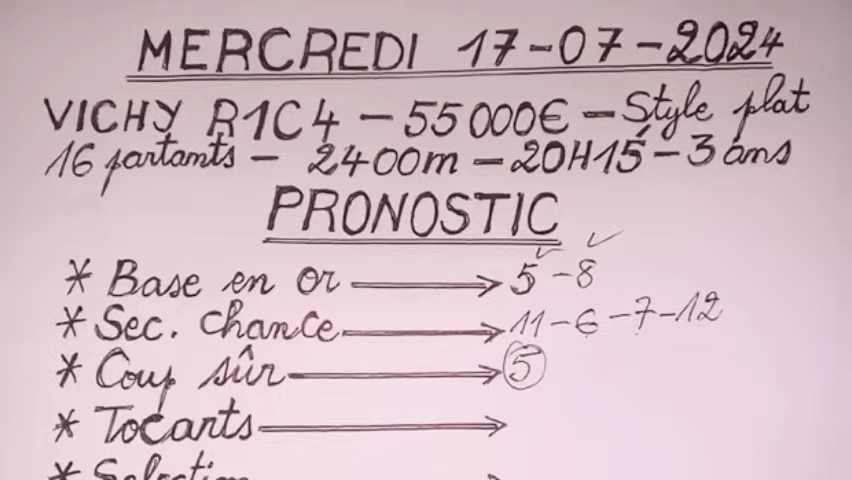 MERCREDI 17-07-2024
VICHY R1C4 - 55000€ - Style plat
16 partants - 2400m - 20H15 - 3 ans
PRONOSTIC
* Base en or → 5-8
* Sec. chance → 11-6-7-12
* Coup sûr → 5
* Tocarts →
* Selection